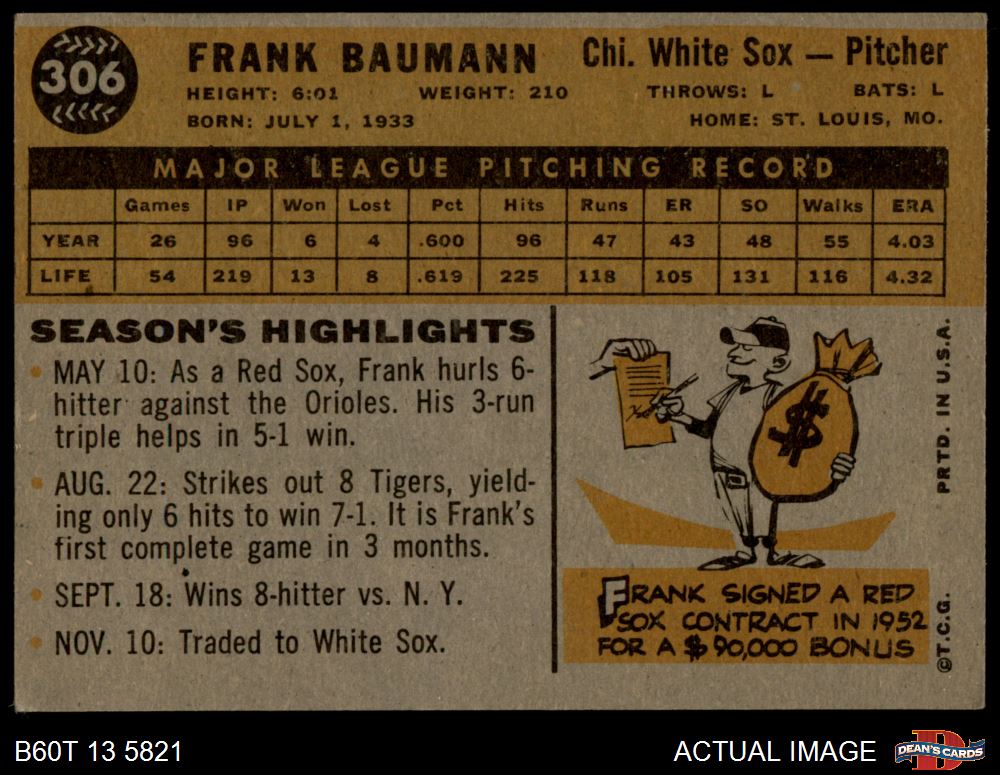 306
FRANK BAUMANN
Chi. White Sox — Pitcher
HEIGHT: 6:01 WEIGHT: 210 THROWS: L BATS: L
BORN: JULY 1, 1933 HOME: ST. LOUIS, MO.
MAJOR LEAGUE PITCHING RECORD
Games IP Won Lost Pct Hits Runs ER SO Walks ERA
YEAR 26 96 6 4 .600 96 47 43 48 55 4.03
LIFE 54 219 13 8 .619 225 118 105 131 116 4.32
SEASON'S HIGHLIGHTS
• MAY 10: As a Red Sox, Frank hurls 6-
hitter against the Orioles. His 3-run
triple helps in 5-1 win.
• AUG. 22: Strikes out 8 Tigers, yield-
ing only 6 hits to win 7-1. It is Frank's
first complete game in 3 months.
• SEPT. 18: Wins 8-hitter vs. N. Y.
• NOV. 10: Traded to White Sox.
$
FRANK SIGNED A RED
SOX CONTRACT IN 1952
FOR A $90,000 BONUS
©T.C.G. PRTD. IN U.S.A.
B60T 13 5821
ACTUAL IMAGE
D
DEAN'S CARDS